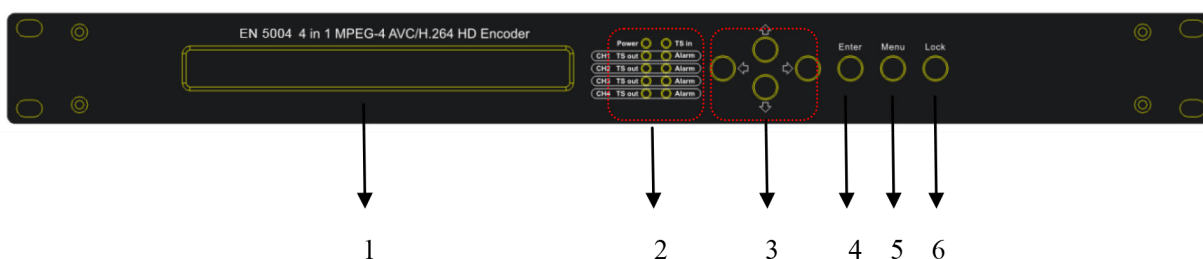 EN 5004 4 in 1 MPEG-4 AVC/H.264 HD Encoder
Power TS in
CH1 TS out Alarm
CH2 TS out Alarm
CH3 TS out Alarm
CH4 TS out Alarm
Enter Menu Lock
1 2 3 4 5 6